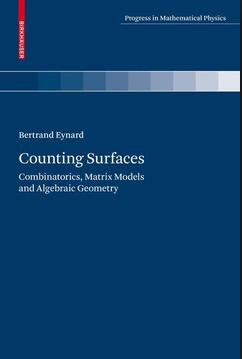 BIRKHÄUSER
Progress in Mathematical Physics
Bertrand Eynard
Counting Surfaces
Combinatorics, Matrix Models
and Algebraic Geometry